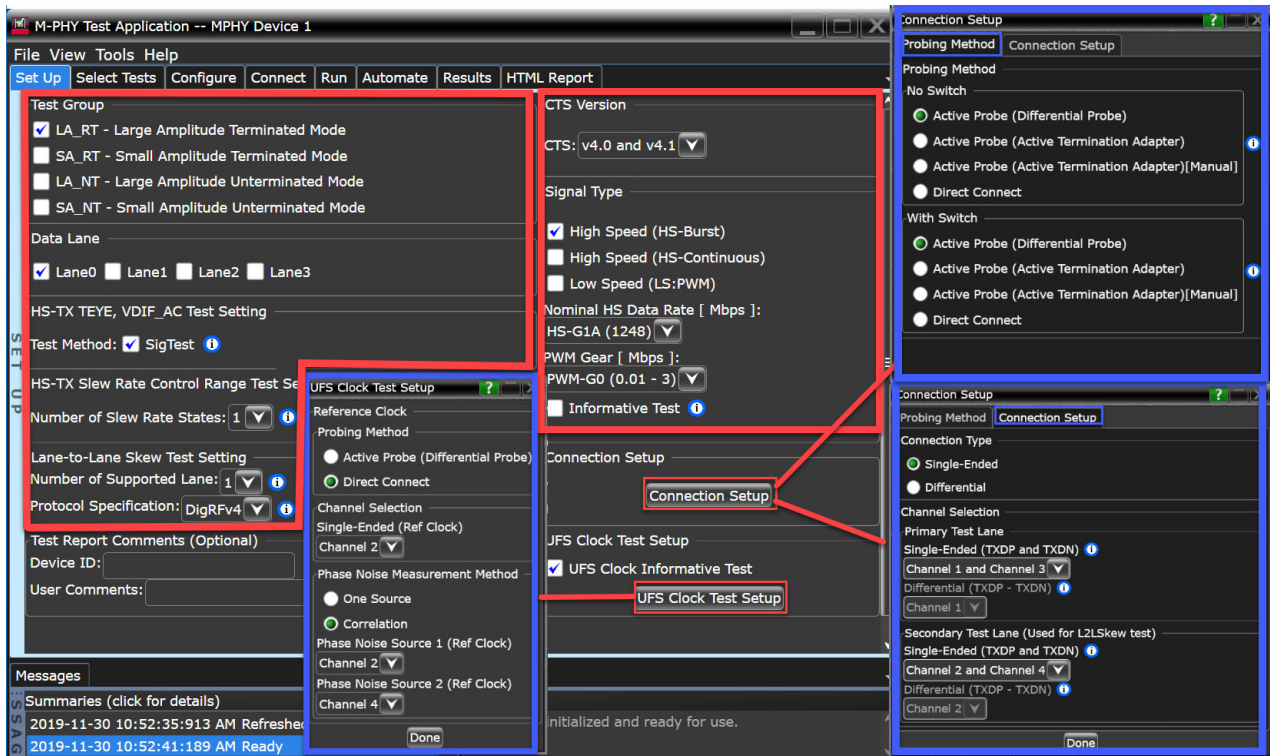 M-PHY Test Application -- MPHY Device 1
File View Tools Help
Set Up Select Tests Configure Connect Run Automate Results HTML Report
SET UP
Test Group
LA_RT - Large Amplitude Terminated Mode
SA_RT - Small Amplitude Terminated Mode
LA_NT - Large Amplitude Unterminated Mode
SA_NT - Small Amplitude Unterminated Mode
Data Lane
Lane0 Lane1 Lane2 Lane3
HS-TX TEYE, VDIF_AC Test Setting
Test Method: SigTest
HS-TX Slew Rate Control Range Test Se
Number of Slew Rate States: 1
Lane-to-Lane Skew Test Setting
Number of Supported Lane: 1
Protocol Specification: DigRFv4
Test Report Comments (Optional)
Device ID:
User Comments:
CTS Version
CTS: v4.0 and v4.1
Signal Type
High Speed (HS-Burst)
High Speed (HS-Continuous)
Low Speed (LS:PWM)
Nominal HS Data Rate [ Mbps ]:
HS-G1A (1248)
PWM Gear [ Mbps ]:
PWM-G0 (0.01 - 3)
Informative Test
Connection Setup
Connection Setup
UFS Clock Test Setup
UFS Clock Informative Test
UFS Clock Test Setup
UFS Clock Test Setup ?
Reference Clock
Probing Method
Active Probe (Differential Probe)
Direct Connect
Channel Selection
Single-Ended (Ref Clock)
Channel 2
Phase Noise Measurement Method
One Source
Correlation
Phase Noise Source 1 (Ref Clock)
Channel 2
Phase Noise Source 2 (Ref Clock)
Channel 4
Done
Connection Setup ?
Probing Method Connection Setup
Probing Method
No Switch
Active Probe (Differential Probe)
Active Probe (Active Termination Adapter)
Active Probe (Active Termination Adapter)[Manual]
Direct Connect
With Switch
Active Probe (Differential Probe)
Active Probe (Active Termination Adapter)
Active Probe (Active Termination Adapter)[Manual]
Direct Connect
Connection Setup ?
Probing Method Connection Setup
Connection Type
Single-Ended
Differential
Channel Selection
Primary Test Lane
Single-Ended (TXDP and TXDN)
Channel 1 and Channel 3
Differential (TXDP - TXDN)
Channel 1
Secondary Test Lane (Used for L2LSkew test)
Single-Ended (TXDP and TXDN)
Channel 2 and Channel 4
Differential (TXDP - TXDN)
Channel 2
Done
Messages
Summaries (click for details)
2019-11-30 10:52:35:913 AM Refreshed
initialized and ready for use.
2019-11-30 10:52:41:189 AM Ready